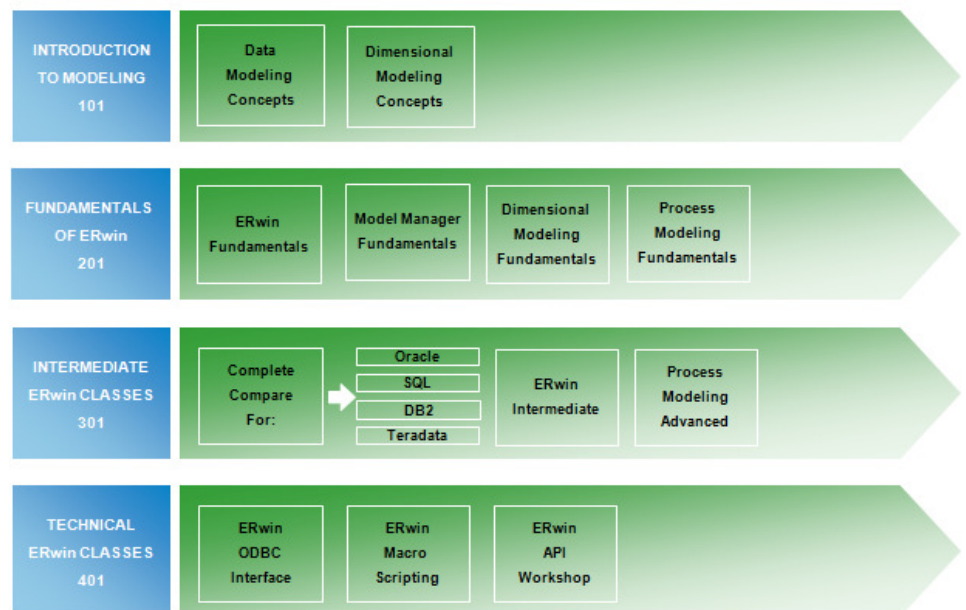 INTRODUCTION
TO MODELING
101
Data
Modeling
Concepts
Dimensional
Modeling
Concepts
FUNDAMENTALS
OF ERwin
201
ERwin
Fundamentals
Model Manager
Fundamentals
Dimensional
Modeling
Fundamentals
Process
Modeling
Fundamentals
INTERMEDIATE
ERwin CLASSES
301
Complete
Compare
For:
Oracle
SQL
DB2
Teradata
ERwin
Intermediate
Process
Modeling
Advanced
TECHNICAL
ERwin CLASSES
401
ERwin
ODBC
Interface
ERwin
Macro
Scripting
ERwin
API
Workshop